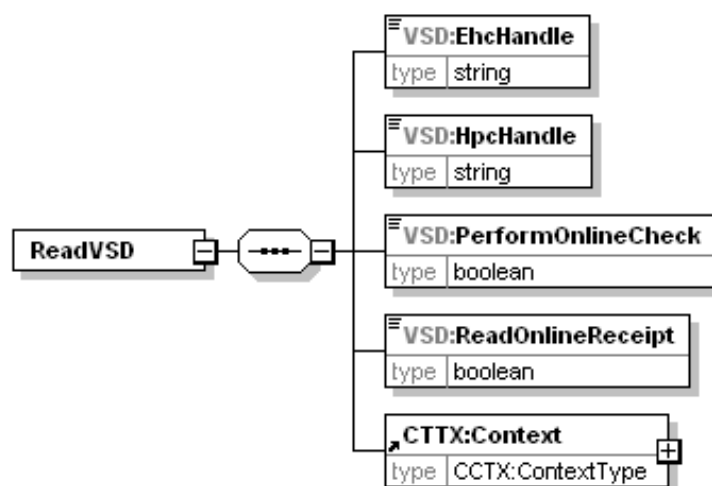 VSD:EhcHandle
type string
VSD:HpcHandle
type string
ReadVSD
VSD:PerformOnlineCheck
type boolean
VSD:ReadOnlineReceipt
type boolean
CTTX:Context
type CCTX:ContextType